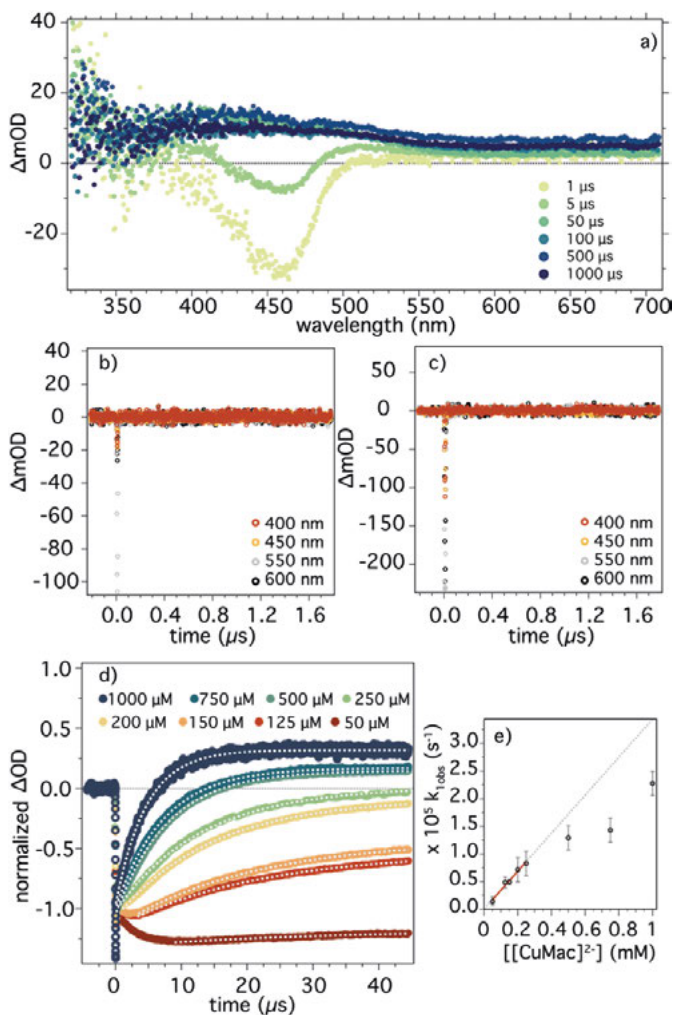 a)
40
20
0
-20
ΔmOD
1 μs
5 μs
50 μs
100 μs
500 μs
1000 μs
350 400 450 500 550 600 650 700
wavelength (nm)
b)
40
20
0
-20
-40
-60
-80
-100
ΔmOD
400 nm
450 nm
550 nm
600 nm
0.0 0.4 0.8 1.2 1.6
time (μs)
c)
50
0
-50
-100
-150
-200
ΔmOD
400 nm
450 nm
550 nm
600 nm
0.0 0.4 0.8 1.2 1.6
time (μs)
d)
1.0
0.5
0.0
-0.5
-1.0
normalized ΔOD
1000 μM 750 μM 500 μM 250 μM
200 μM 150 μM 125 μM 50 μM
0 10 20 30 40
time (μs)
e)
3.0
2.5
2.0
1.5
1.0
0.5
0.0
x 10⁵ k1obs (s⁻¹)
0 0.2 0.4 0.6 0.8 1
[[CuMac]²⁻] (mM)